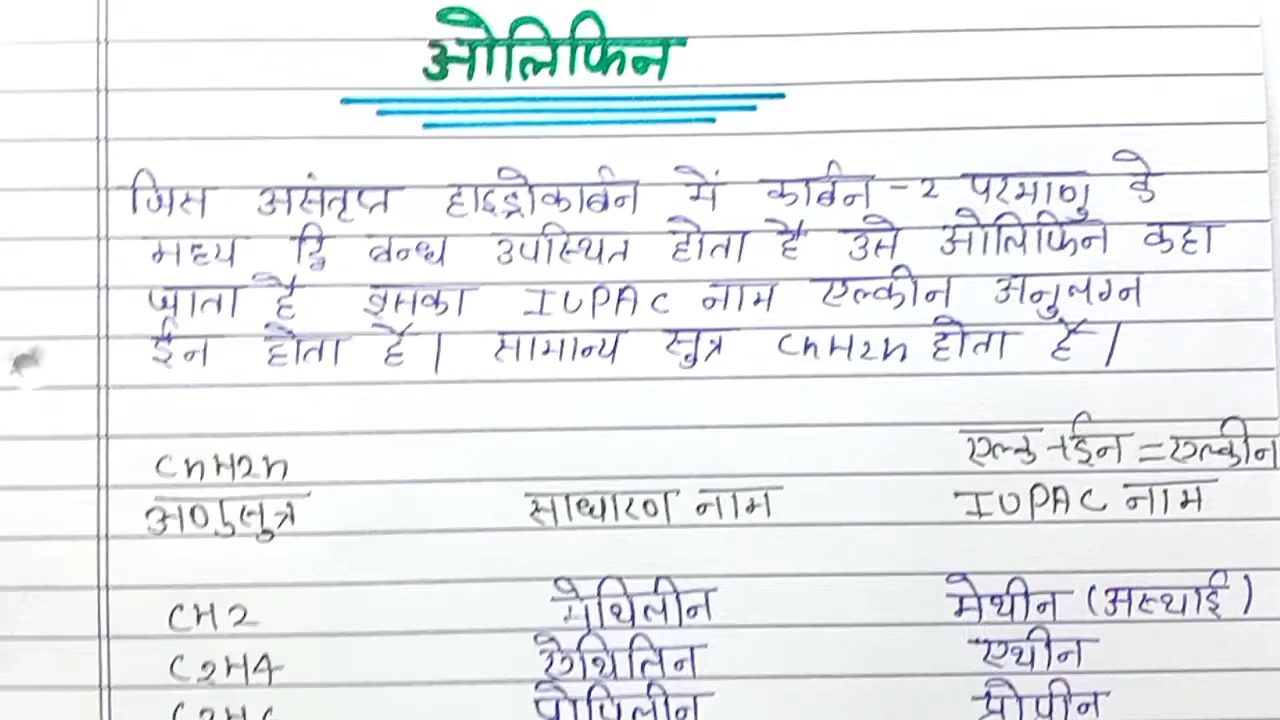 ओलिफिन
जिस असंतृप्त हाइड्रोकार्बन में कार्बन -2 परमाणु के
मध्य द्वि बन्ध उपस्थित होता है उसे ओलिफिन कहा
जाता है इसका IUPAC नाम एल्कीन अनुलग्न
ईन होता है। सामान्य सुत्र CnH2n होता है।
एल्क + ईन = एल्कीन
CnH2n
अणुसुत्र साधारण नाम IUPAC नाम
CH2 मेथिलीन मेथीन (अस्थाई)
C2H4 ऐथिलिन एथीन
प्रोपिलीन प्रोपीन